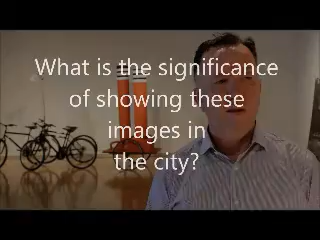 What is the significance
of showing these
images in
the city?